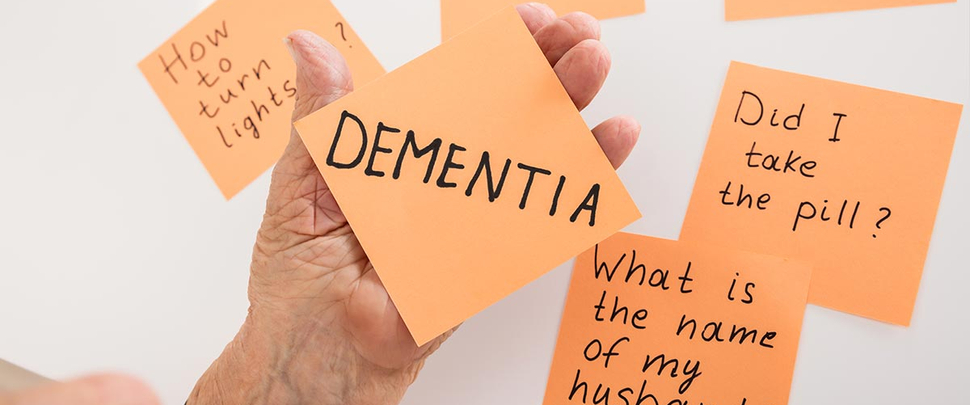 How
to
turn
lights
?
DEMENTIA
Did I
take
the pill?
What is
the name
of my